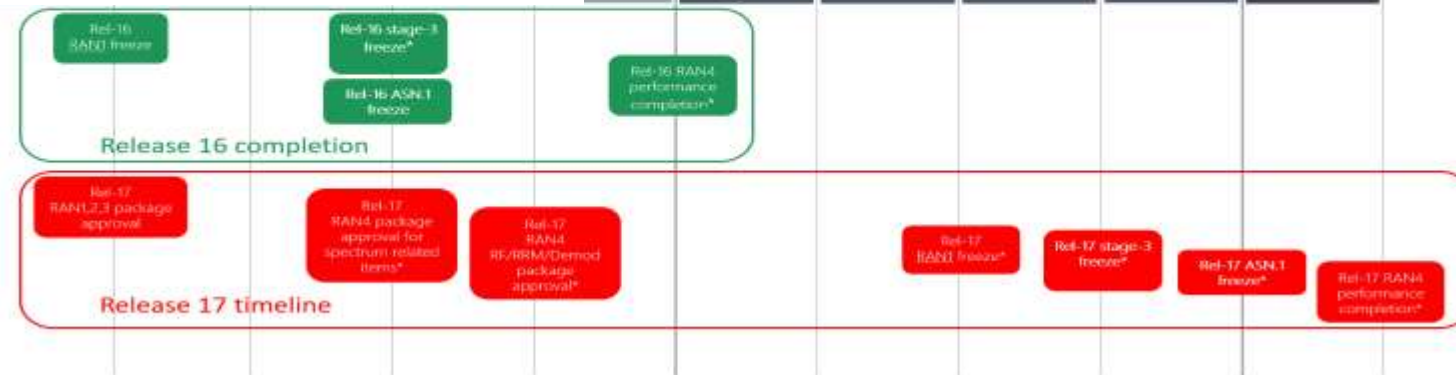 Rel-16
RAN1 freeze
Rel-16 stage-3
freeze*
Rel-16 ASN.1
freeze
Rel-16 RAN4
performance
completion*
Release 16 completion
Rel-17
RAN1,2,3 package
approval
Rel-17
RAN4 package
approval for
spectrum related
items*
Rel-17
RAN4
RF/RRM/Demod
package
approval*
Rel-17
RAN1 freeze*
Rel-17 stage-3
freeze*
Rel-17 ASN.1
freeze*
Rel-17 RAN4
performance
completion*
Release 17 timeline